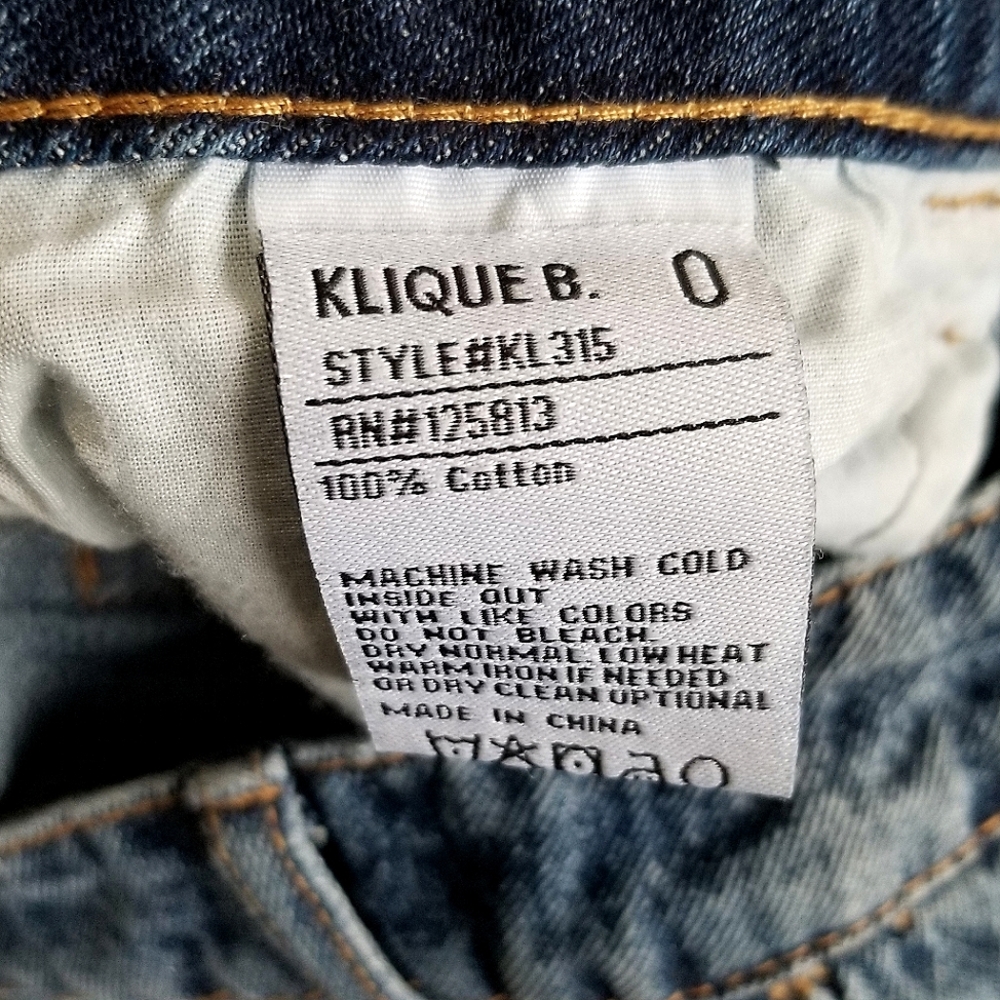 KLIQUE B. 0
STYLE#KL315
RN#125813
100% Cotton
MACHINE WASH COLD
INSIDE OUT
WITH LIKE COLORS
DO NOT BLEACH.
DRY NORMAL LOW HEAT
WARM IRON IF NEEDED
OR DRY CLEAN OPTIONAL
MADE IN CHINA